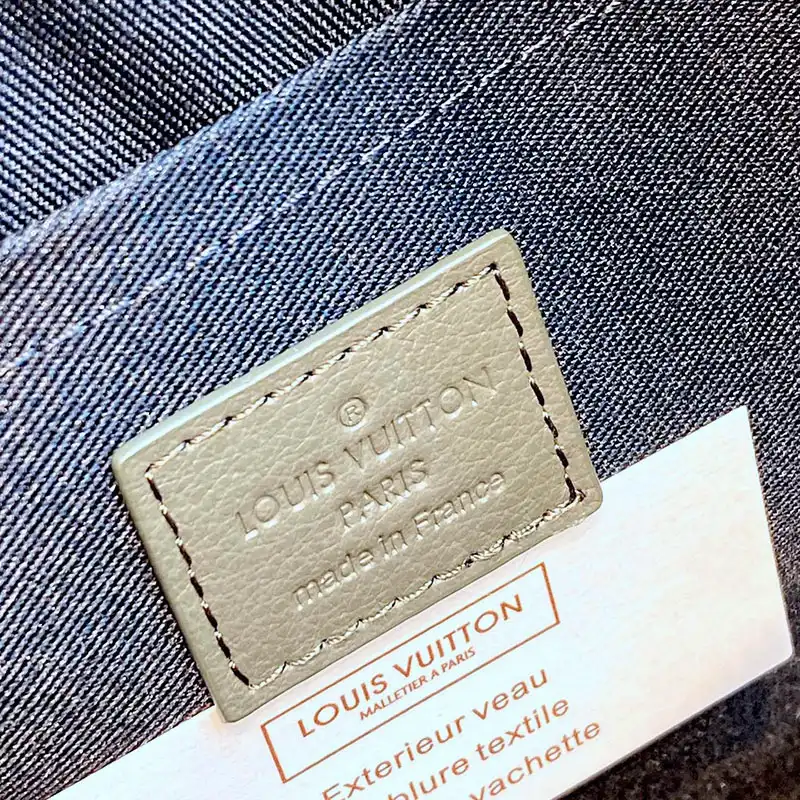 ®
LOUIS VUITTON
PARIS
made in France
LOUIS VUITTON
MALLETIER A PARIS
Exterieur veau
blure textile
vachette